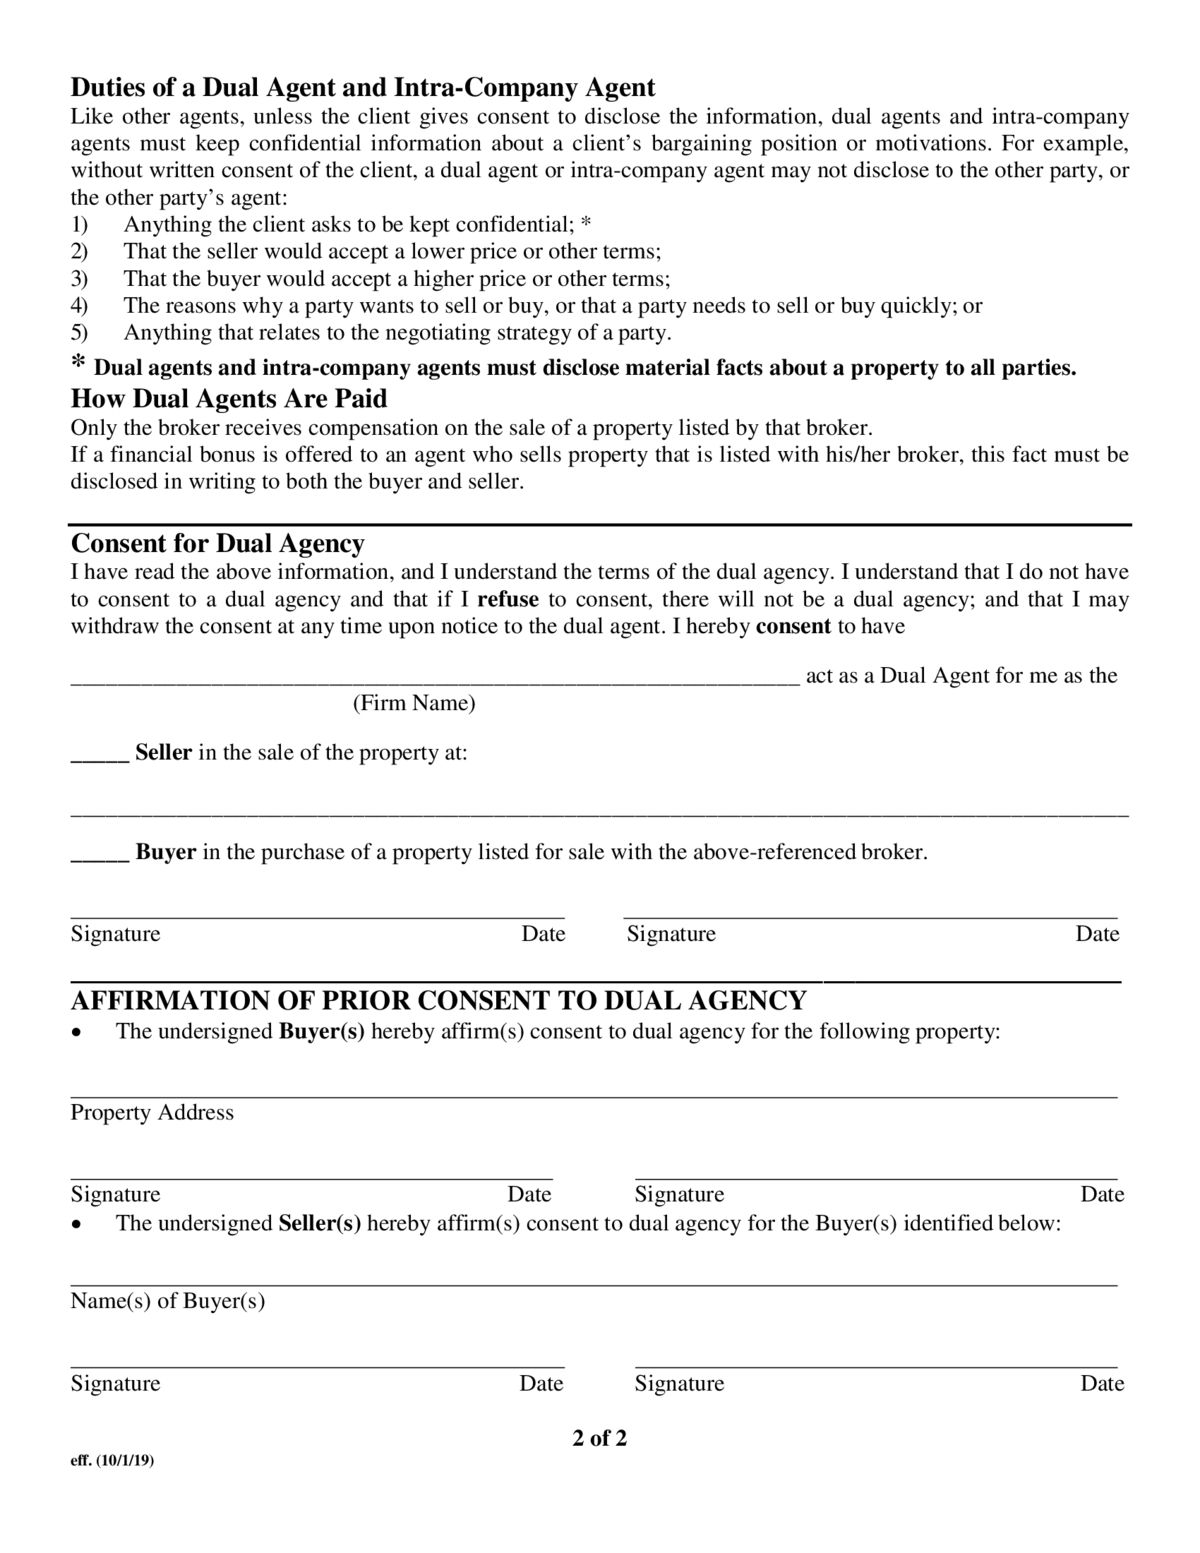 Duties of a Dual Agent and Intra-Company Agent
Like other agents, unless the client gives consent to disclose the information, dual agents and intra-company
agents must keep confidential information about a client’s bargaining position or motivations. For example,
without written consent of the client, a dual agent or intra-company agent may not disclose to the other party, or
the other party’s agent:
1) Anything the client asks to be kept confidential; *
2) That the seller would accept a lower price or other terms;
3) That the buyer would accept a higher price or other terms;
4) The reasons why a party wants to sell or buy, or that a party needs to sell or buy quickly; or
5) Anything that relates to the negotiating strategy of a party.
* Dual agents and intra-company agents must disclose material facts about a property to all parties.
How Dual Agents Are Paid
Only the broker receives compensation on the sale of a property listed by that broker.
If a financial bonus is offered to an agent who sells property that is listed with his/her broker, this fact must be
disclosed in writing to both the buyer and seller.
Consent for Dual Agency
I have read the above information, and I understand the terms of the dual agency. I understand that I do not have
to consent to a dual agency and that if I refuse to consent, there will not be a dual agency; and that I may
withdraw the consent at any time upon notice to the dual agent. I hereby consent to have
______________________________________________________________ act as a Dual Agent for me as the
(Firm Name)
_____ Seller in the sale of the property at:
__________________________________________________________________________________________
_____ Buyer in the purchase of a property listed for sale with the above-referenced broker.
Signature Date Signature Date
AFFIRMATION OF PRIOR CONSENT TO DUAL AGENCY
• The undersigned Buyer(s) hereby affirm(s) consent to dual agency for the following property:
Property Address
Signature Date Signature Date
• The undersigned Seller(s) hereby affirm(s) consent to dual agency for the Buyer(s) identified below:
Name(s) of Buyer(s)
Signature Date Signature Date
2 of 2
eff. (10/1/19)